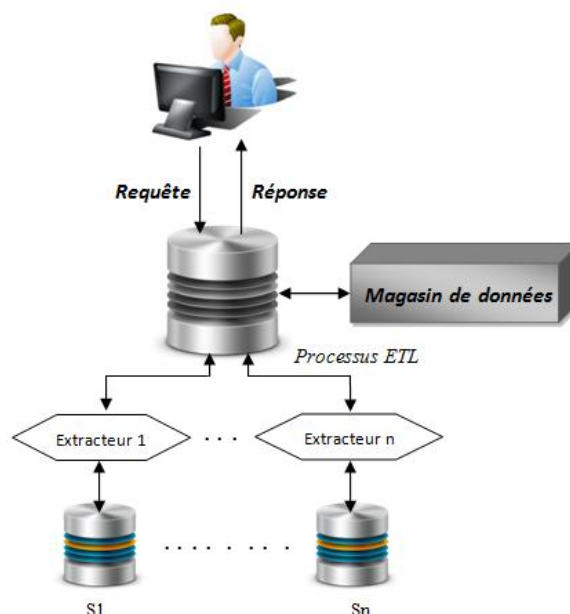 Requête
Réponse
Magasin de données
Processus ETL
Extracteur 1
. . .
Extracteur n
. . . . . . . .
S1
Sn